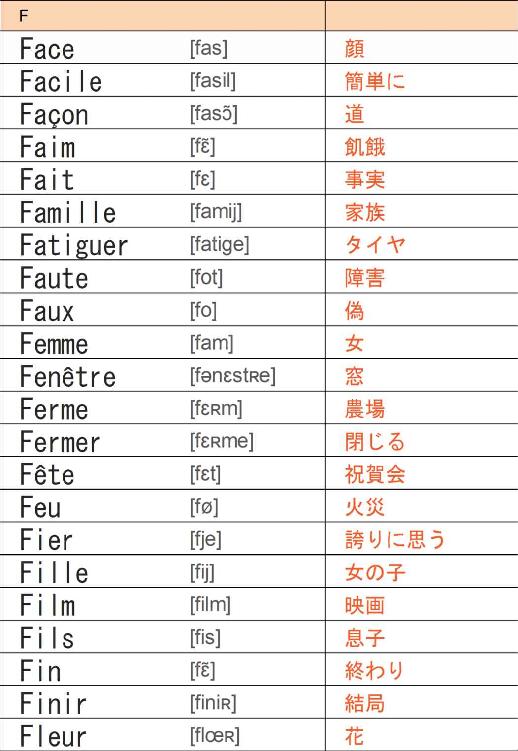 F
Face [fas] 顔
Facile [fasil] 簡単に
Façon [fasɔ̃] 道
Faim [fɛ̃] 飢餓
Fait [fɛ] 事実
Famille [famij] 家族
Fatiguer [fatige] タイヤ
Faute [fot] 障害
Faux [fo] 偽
Femme [fam] 女
Fenêtre [fənɛstʀe] 窓
Ferme [fɛʀm] 農場
Fermer [fɛʀme] 閉じる
Fête [fɛt] 祝賀会
Feu [fø] 火災
Fier [fje] 誇りに思う
Fille [fij] 女の子
Film [film] 映画
Fils [fis] 息子
Fin [fɛ̃] 終わり
Finir [finiʀ] 結局
Fleur [flœʀ] 花